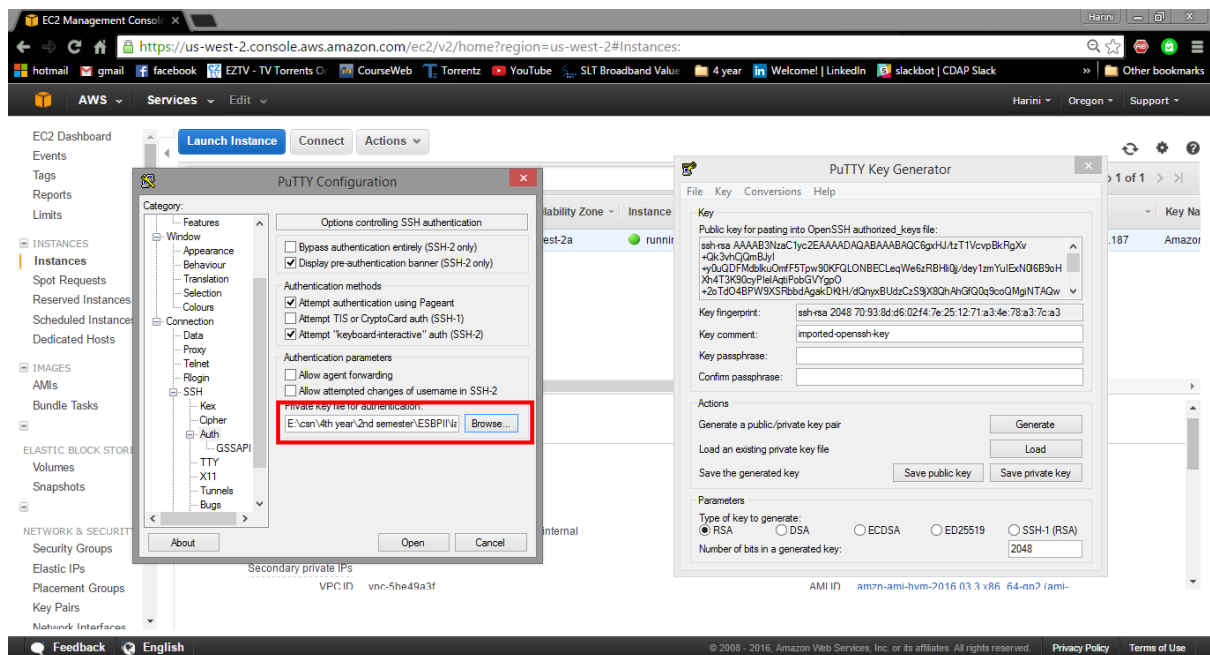 EC2 Management Consol
Harini
https://us-west-2.console.aws.amazon.com/ec2/v2/home?region=us-west-2#Instances:
hotmail gmail facebook EZTV - TV Torrents O CourseWeb Torrentz YouTube SLT Broadband Value 4 year Welcome! | LinkedIn slackbot | CDAP Slack » Other bookmarks
AWS Services Edit Harini Oregon Support
EC2 Dashboard
Events
Tags
Reports
Limits
INSTANCES
Instances
Spot Requests
Reserved Instances
Scheduled Instances
Dedicated Hosts
IMAGES
AMIs
Bundle Tasks
ELASTIC BLOCK STORE
Volumes
Snapshots
NETWORK & SECURITY
Security Groups
Elastic IPs
Placement Groups
Key Pairs
Network Interfaces
Launch Instance Connect Actions
1 of 1
ilability Zone Instance Key Na
est-2a runnin .187 Amazon
internal
Secondary private IPs
VPC ID vpc-5be49a3f
AMI ID amzn-ami-hvm-2016.03.3.x86_64-gp2 (ami-
PuTTY Configuration
Category:
Features
Window
Appearance
Behaviour
Translation
Selection
Colours
Connection
Data
Proxy
Telnet
Rlogin
SSH
Kex
Cipher
Auth
GSSAPI
TTY
X11
Tunnels
Bugs
Options controlling SSH authentication
Bypass authentication entirely (SSH-2 only)
Display pre-authentication banner (SSH-2 only)
Authentication methods
Attempt authentication using Pageant
Attempt TIS or CryptoCard auth (SSH-1)
Attempt "keyboard-interactive" auth (SSH-2)
Authentication parameters
Allow agent forwarding
Allow attempted changes of username in SSH-2
Private key file for authentication:
E:\csn\4th year\2nd semester\ESBPII\la Browse...
About Open Cancel
PuTTY Key Generator
File Key Conversions Help
Key
Public key for pasting into OpenSSH authorized_keys file:
ssh-rsa
Key fingerprint: ssh-rsa 2048 70:93:8d:d6:02:f4:7e:25:12:71:a3:4e:78:a3:7c:a3
Key comment: imported-openssh-key
Key passphrase:
Confirm passphrase:
Actions
Generate a public/private key pair Generate
Load an existing private key file Load
Save the generated key Save public key Save private key
Parameters
Type of key to generate:
RSA DSA ECDSA ED25519 SSH-1 (RSA)
Number of bits in a generated key: 2048
Feedback English © 2008 - 2016, Amazon Web Services, Inc. or its affiliates. All rights reserved. Privacy Policy Terms of Use